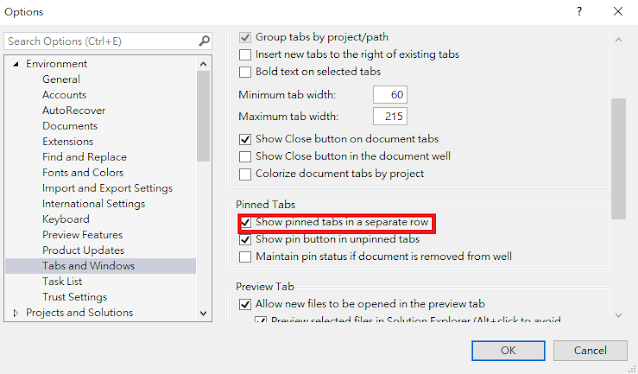 Options
?
Search Options (Ctrl+E)
Environment
General
Accounts
AutoRecover
Documents
Extensions
Find and Replace
Fonts and Colors
Import and Export Settings
International Settings
Keyboard
Preview Features
Product Updates
Tabs and Windows
Task List
Trust Settings
Projects and Solutions
Group tabs by project/path
Insert new tabs to the right of existing tabs
Bold text on selected tabs
Minimum tab width: 60
Maximum tab width: 215
Show Close button on document tabs
Show Close button in the document well
Colorize document tabs by project
Pinned Tabs
Show pinned tabs in a separate row
Show pin button in unpinned tabs
Maintain pin status if document is removed from well
Preview Tab
Allow new files to be opened in the preview tab
Preview selected files in Solution Explorer (Alt+click to avoid
OK
Cancel